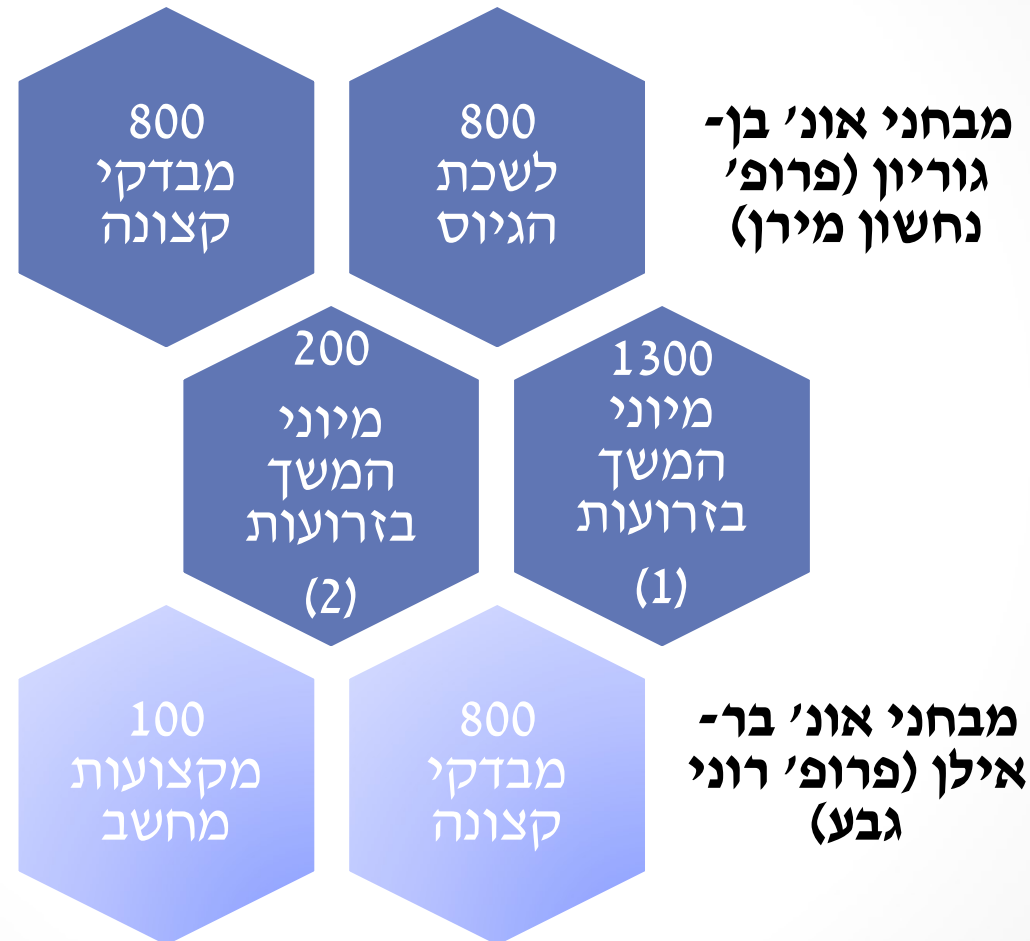 מבחני אונ' בן-
גוריון (פרופ'
נחשון מירן)
800
לשכת
הגיוס
800
מבדקי
קצונה
1300
מיוני
המשך
בזרועות
(1)
200
מיוני
המשך
בזרועות
(2)
מבחני אונ' בר-
אילן (פרופ' רוני
גבע)
800
מבדקי
קצונה
100
מקצועות
מחשב